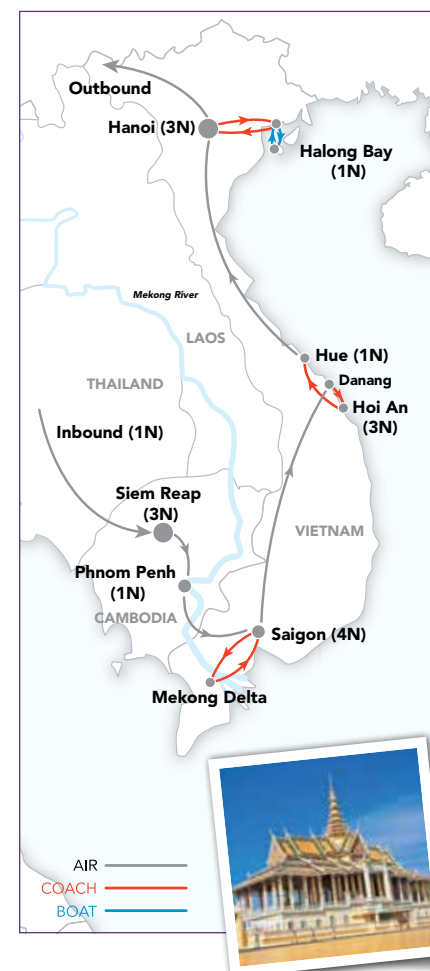 Outbound
Hanoi (3N)
Halong Bay
(1N)
Mekong River
LAOS
Hue (1N)
Danang
Hoi An
(3N)
THAILAND
Inbound (1N)
Siem Reap
(3N)
VIETNAM
Phnom Penh
(1N)
CAMBODIA
Saigon (4N)
Mekong Delta
AIR
COACH
BOAT